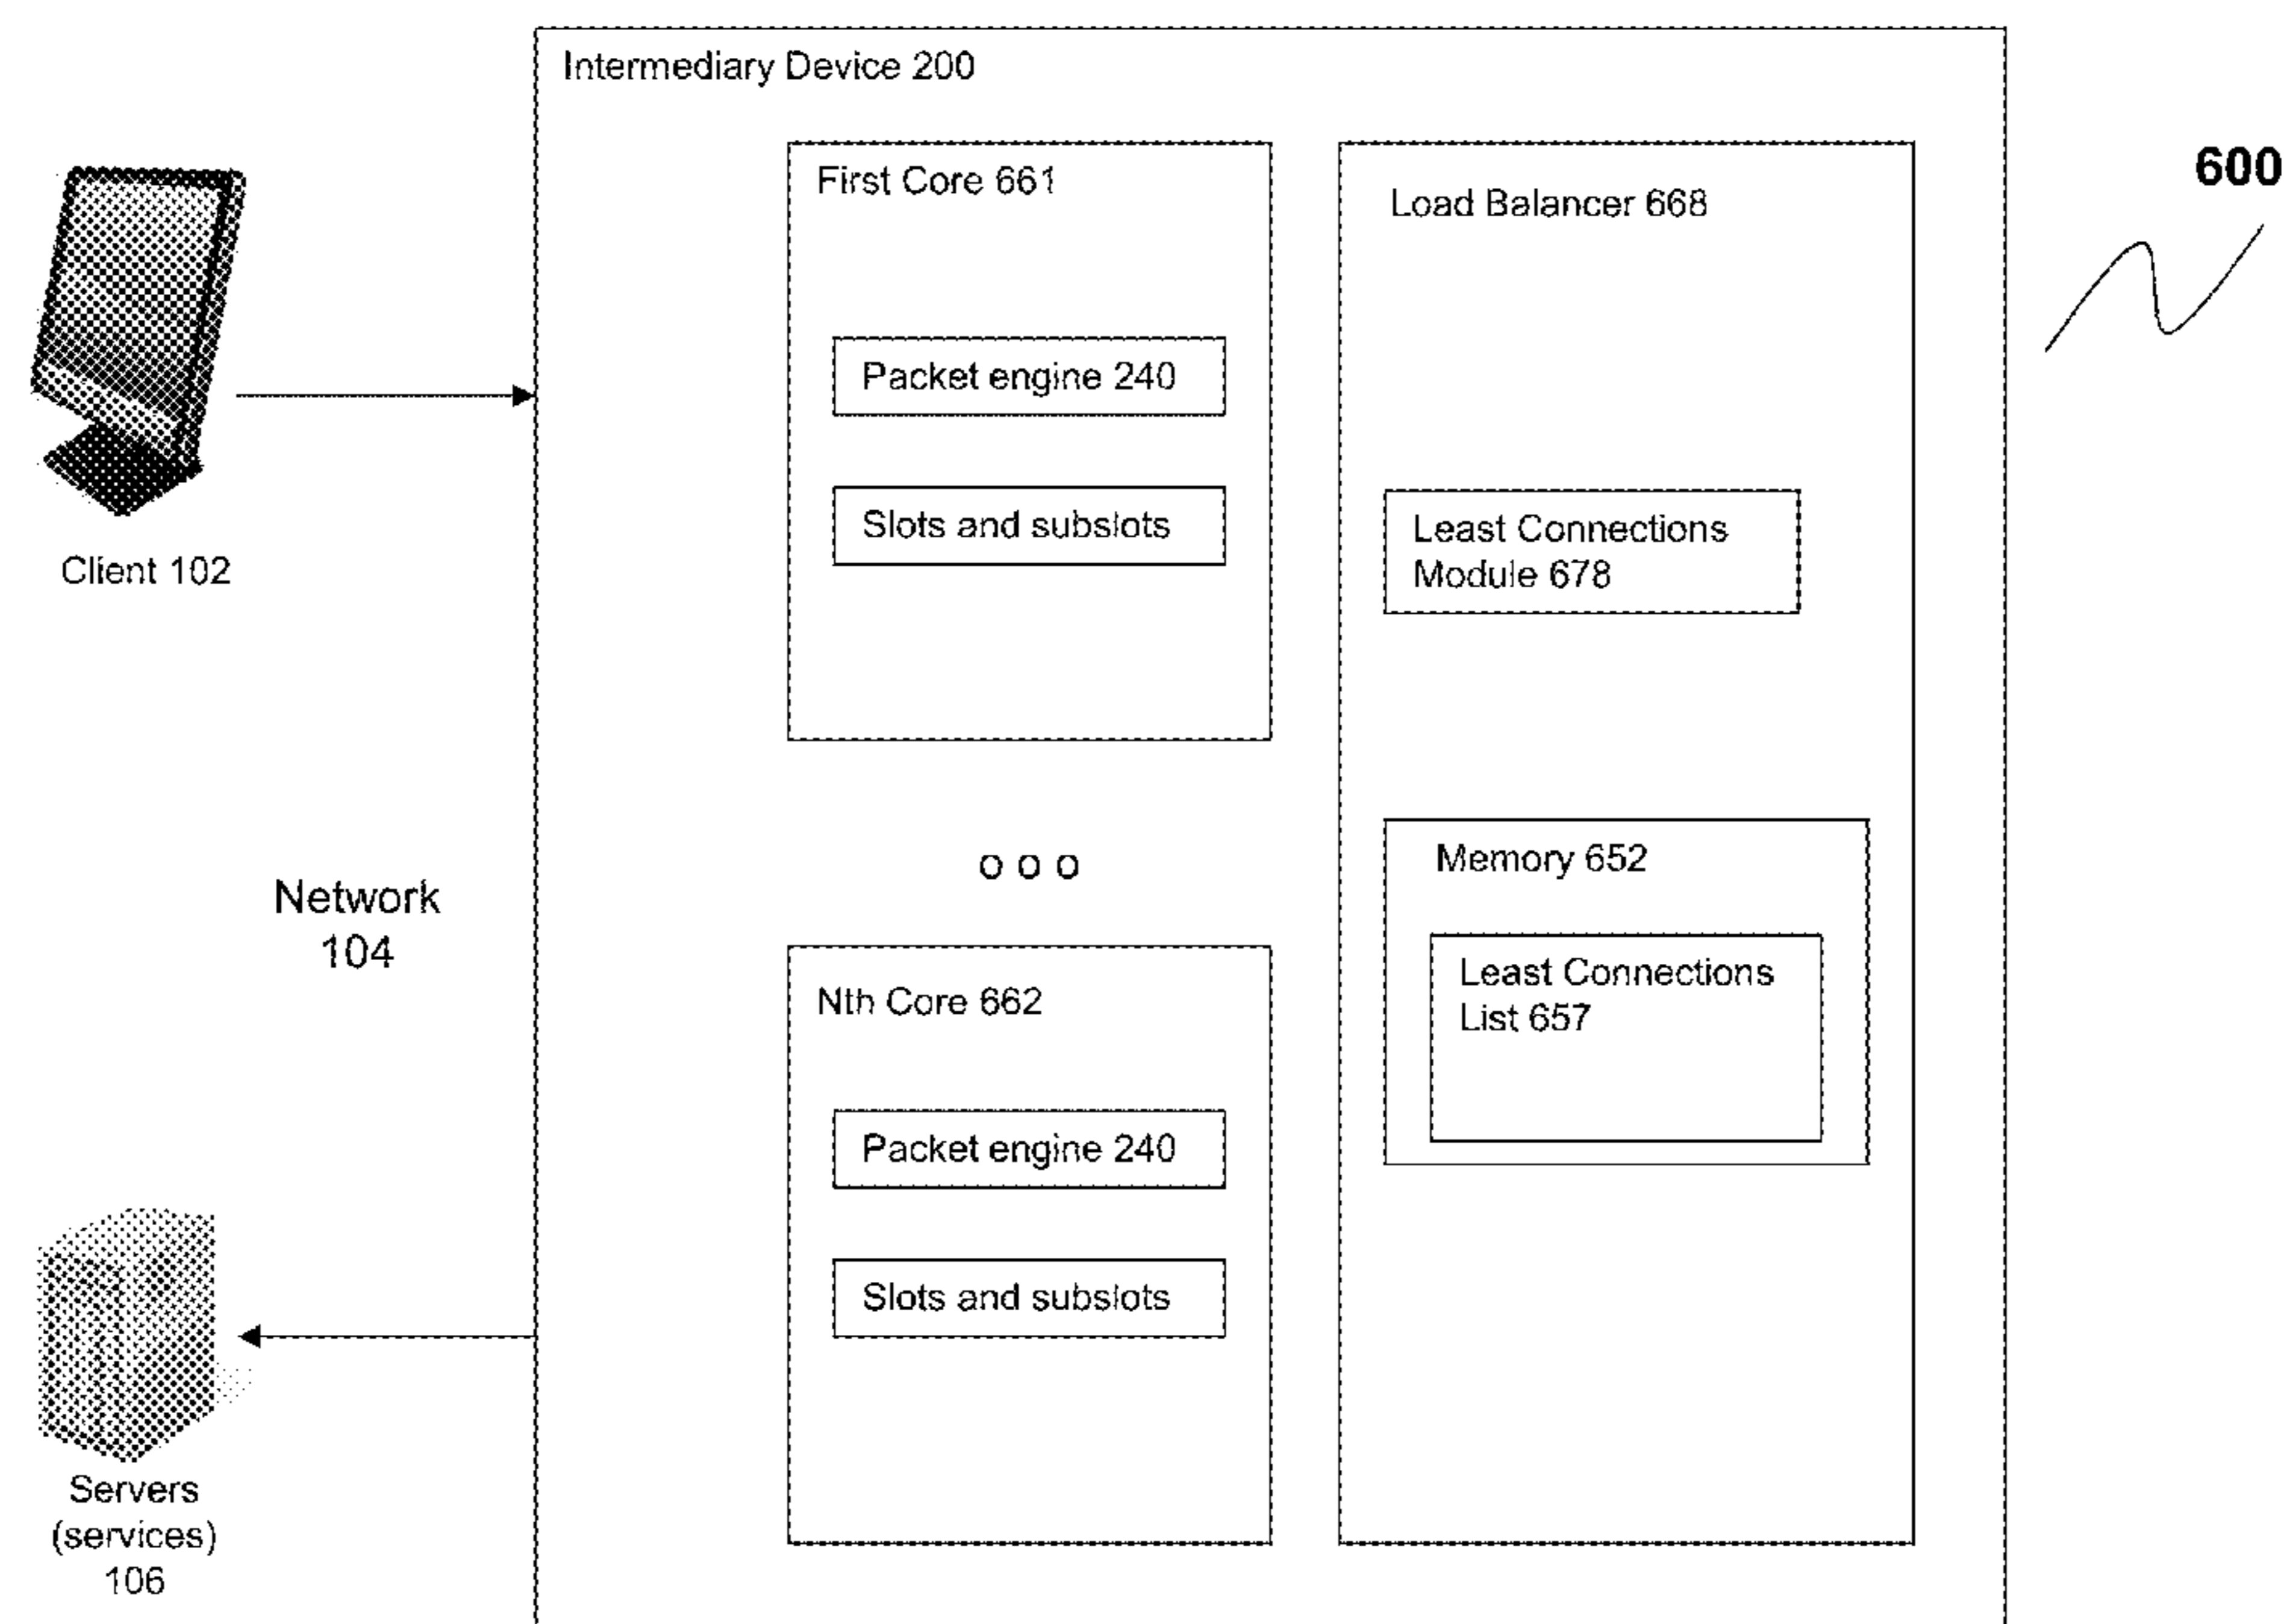 Intermediary Device 200
600
First Core 661
Load Balancer 668
Packet engine 240
Slots and subslots
Least Connections
Module 678
Client 102
Memory 652
Network
104
Least Connections
List 657
Nth Core 662
Packet engine 240
Slots and subslots
Servers
(services)
106